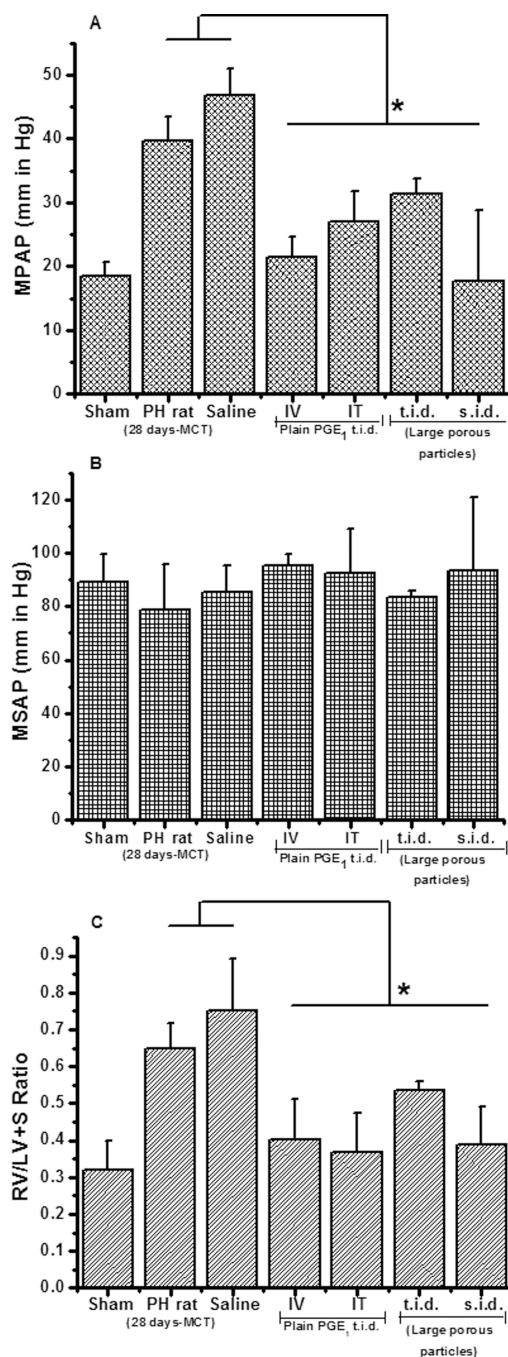 A
MPAP (mm in Hg)
50
40
30
20
10
0
*
Sham PH rat Saline IV IT t.i.d. s.i.d.
(28 days-MCT) Plain PGE1 t.i.d. (Large porous
particles)
B
MSAP (mm in Hg)
120
100
80
60
40
20
0
Sham PH rat Saline IV IT t.i.d. s.i.d.
(28 days-MCT) Plain PGE1 t.i.d. (Large porous
particles)
C
RV/LV+S Ratio
0.9
0.8
0.7
0.6
0.5
0.4
0.3
0.2
0.1
0.0
*
Sham PH rat Saline IV IT t.i.d. s.i.d.
(28 days-MCT) Plain PGE1 t.i.d. (Large porous
particles)